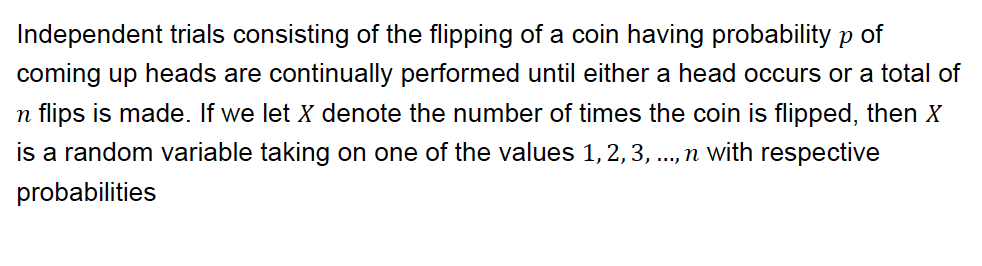 Independent trials consisting of the flipping of a coin having probability p of
coming up heads are continually performed until either a head occurs or a total of
n flips is made. If we let X denote the number of times the coin is flipped, then X
is a random variable taking on one of the values 1, 2, 3, …, n with respective
probabilities